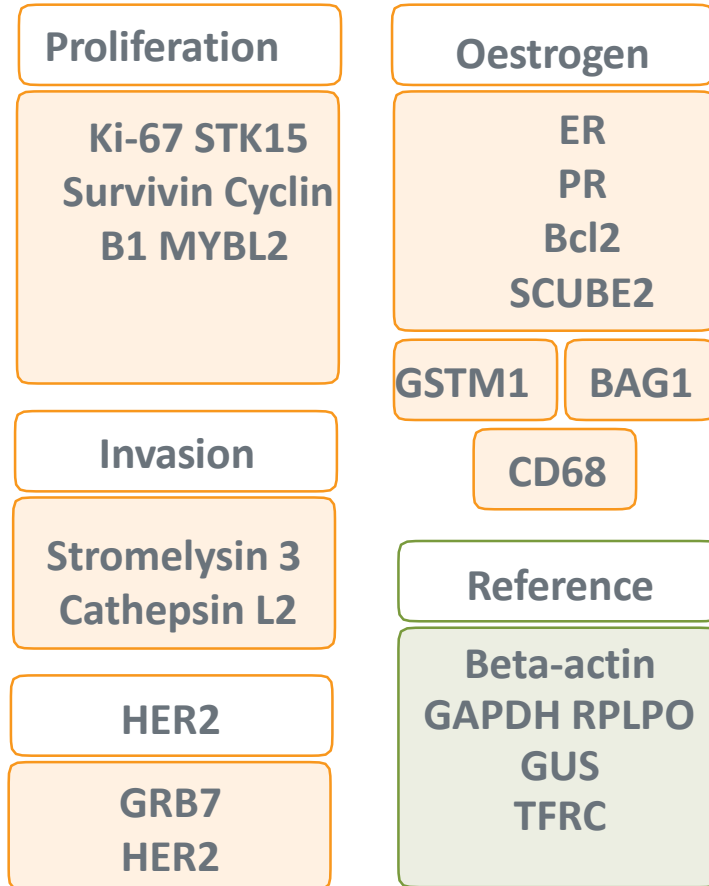 Proliferation
Ki-67 STK15
Survivin Cyclin
B1 MYBL2
Invasion
Stromelysin 3
Cathepsin L2
HER2
GRB7
HER2
Oestrogen
ER
PR
Bcl2
SCUBE2
GSTM1
BAG1
CD68
Reference
Beta-actin
GAPDH RPLPO
GUS
TFRC